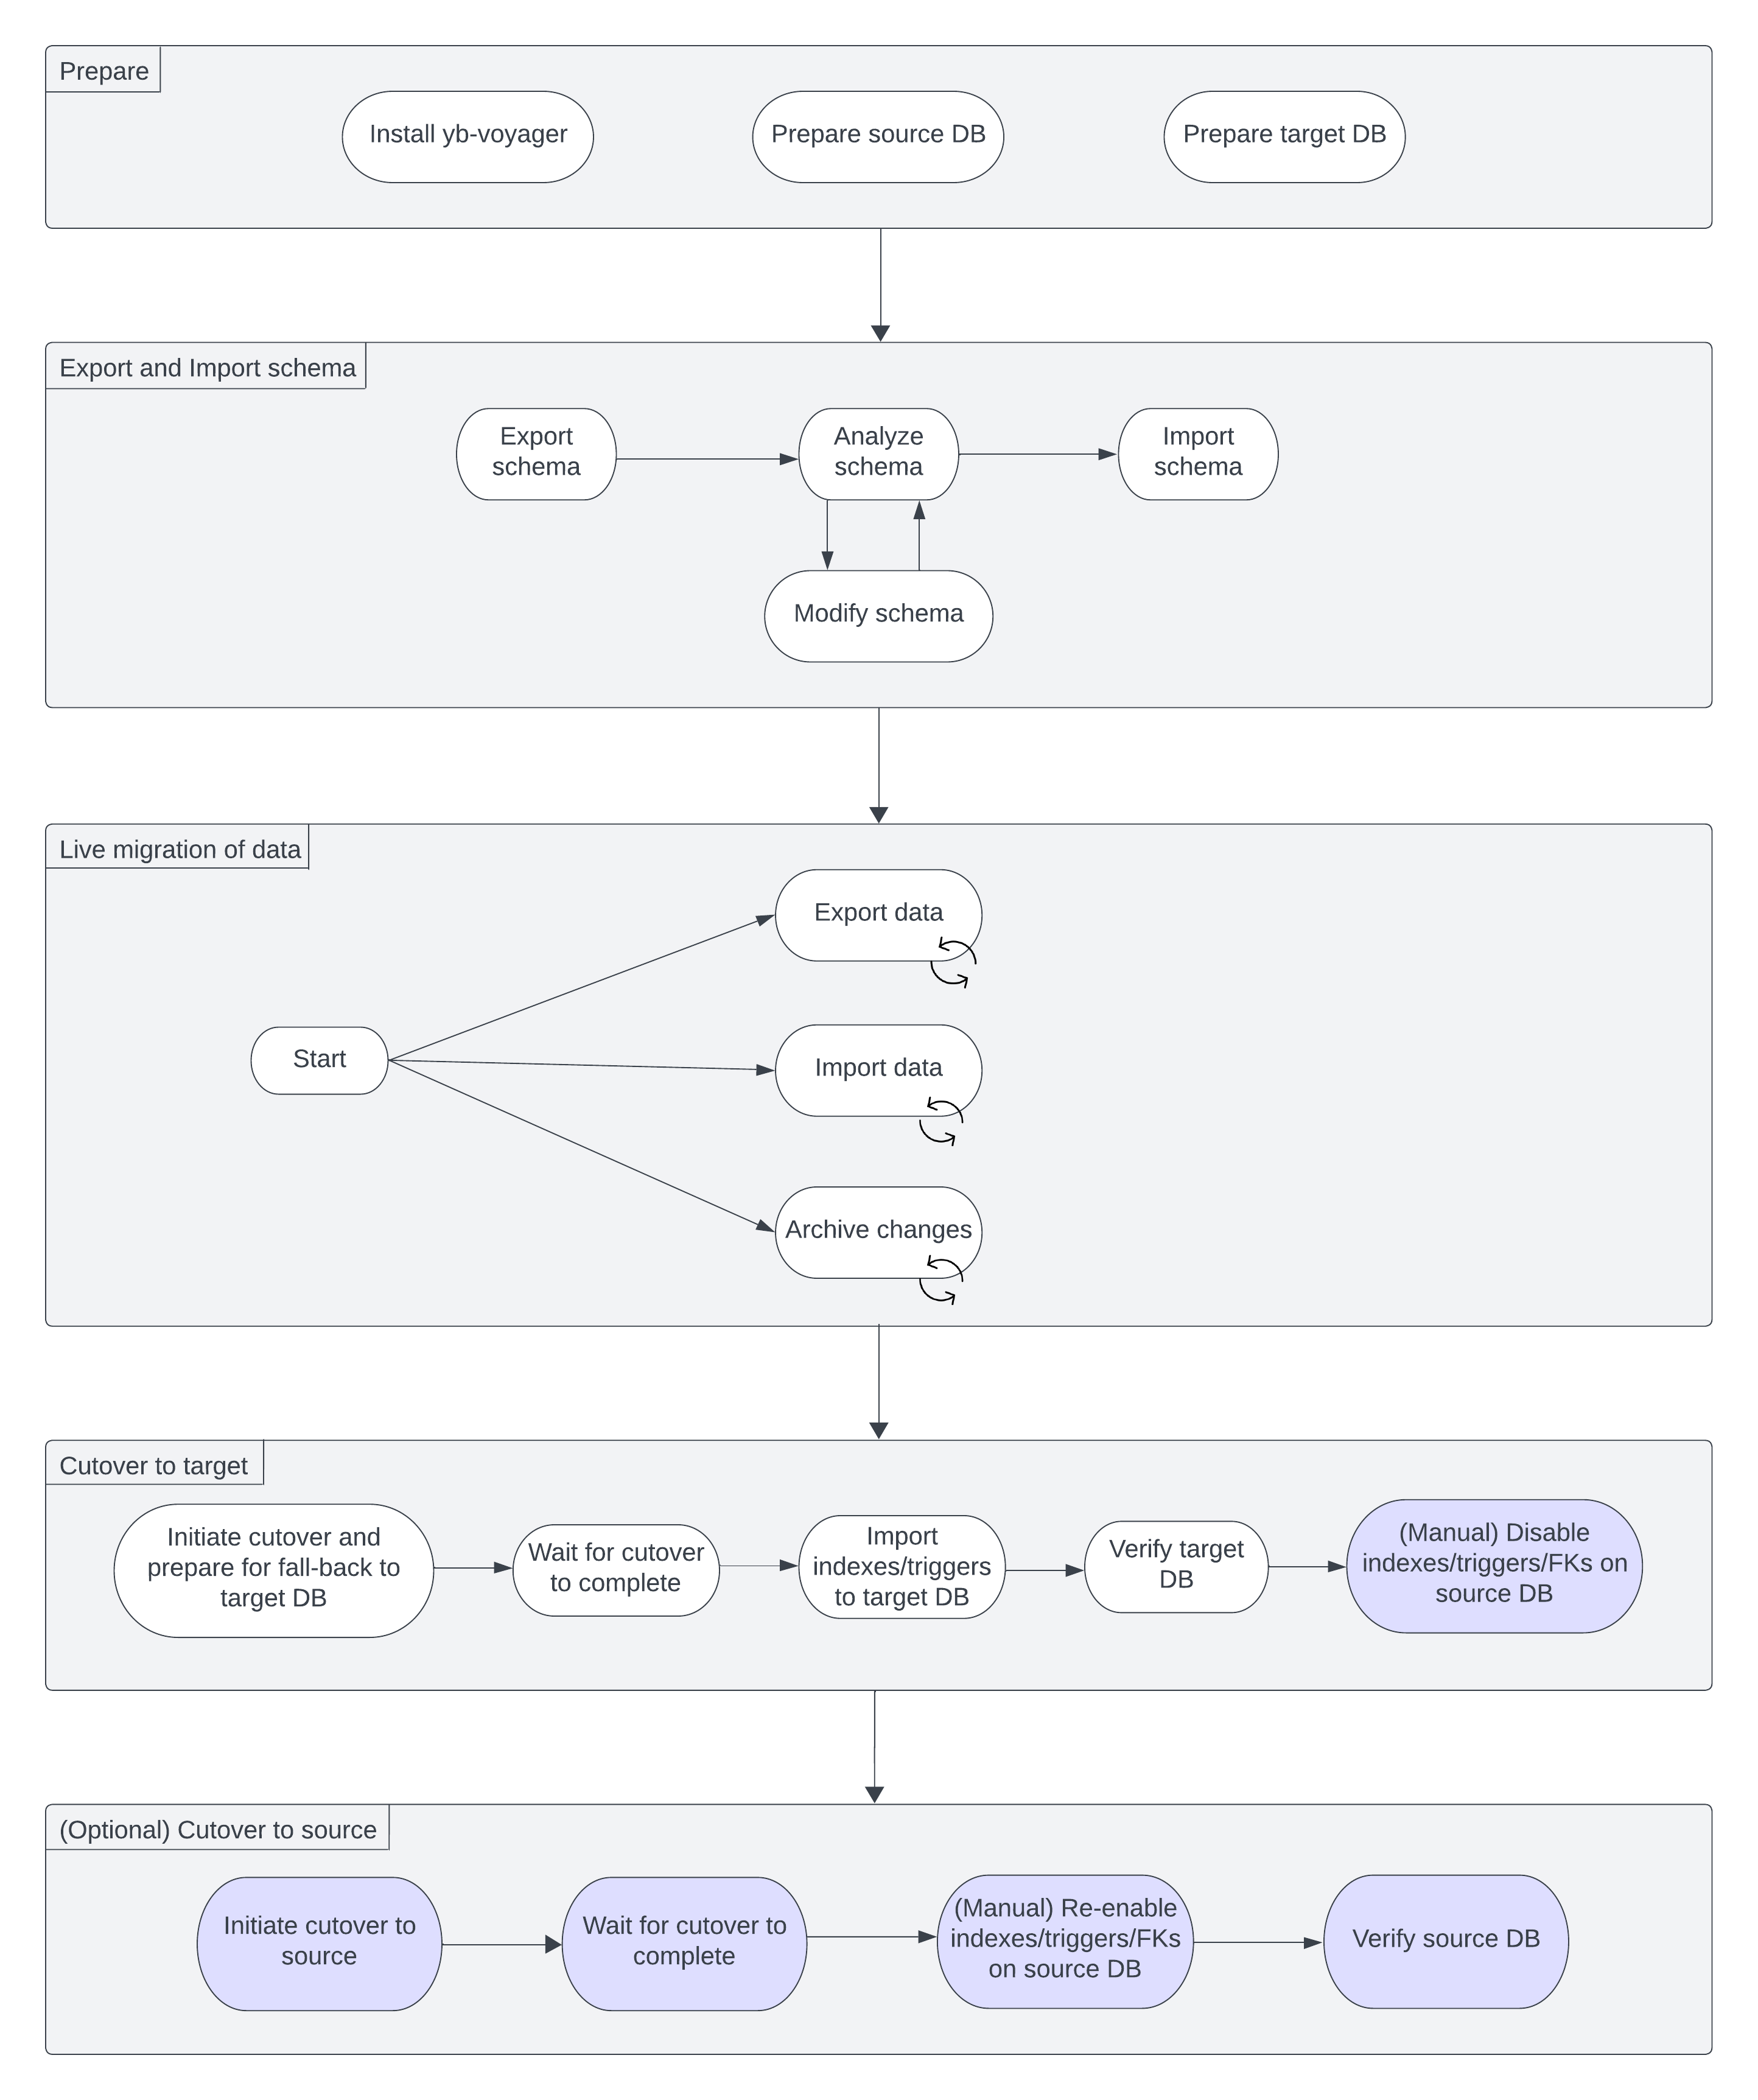 Prepare
Install yb-voyager
Prepare source DB
Prepare target DB
Export and Import schema
Export
schema
Analyze
schema
Import
schema
Modify schema
Live migration of data
Export data
Start
Import data
Archive changes
Cutover to target
Initiate cutover and
prepare for fall-back to
target DB
Wait for cutover
to complete
Import
indexes/triggers
to target DB
Verify target
DB
(Manual) Disable
indexes/triggers/FKs on
source DB
(Optional) Cutover to source
Initiate cutover to
source
Wait for cutover to
complete
(Manual) Re-enable
indexes/triggers/FKs
on source DB
Verify source DB